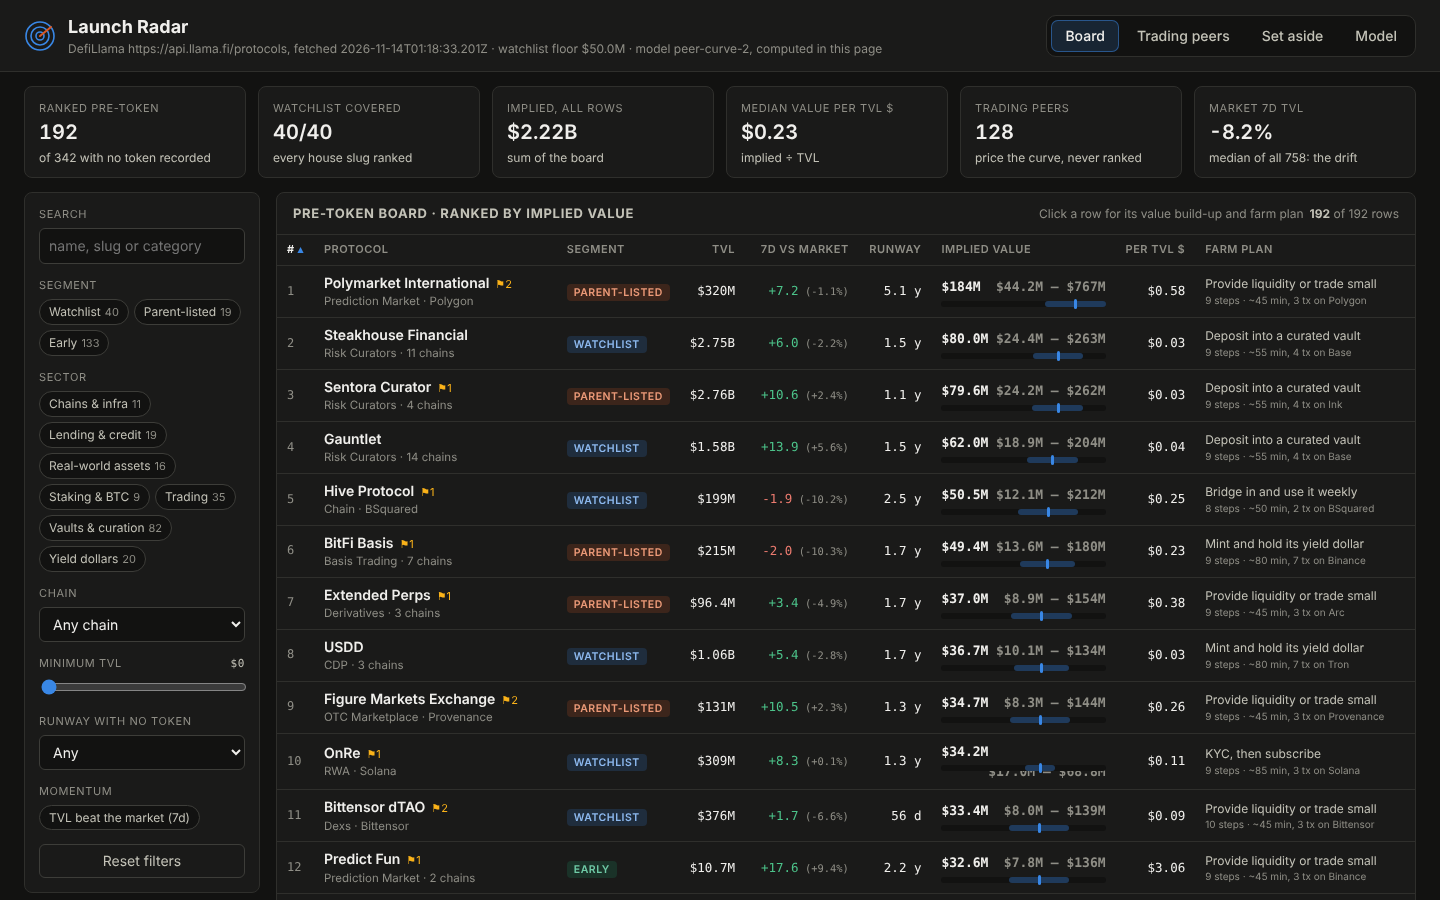 Launch Radar
DefiLlama https://api.llama.fi/protocols, fetched 2026-11-14T01:18:33.201Z · watchlist floor $50.0M · model peer-curve-2, computed in this page
Board Trading peers Set aside Model
RANKED PRE-TOKEN
192
of 342 with no token recorded
WATCHLIST COVERED
40/40
every house slug ranked
IMPLIED, ALL ROWS
$2.22B
sum of the board
MEDIAN VALUE PER TVL $
$0.23
implied ÷ TVL
TRADING PEERS
128
price the curve, never ranked
MARKET 7D TVL
-8.2%
median of all 758: the drift
SEARCH
name, slug or category
SEGMENT
Watchlist 40 Parent-listed 19
Early 133
SECTOR
Chains & infra 11
Lending & credit 19
Real-world assets 16
Staking & BTC 9 Trading 35
Vaults & curation 82
Yield dollars 20
CHAIN
Any chain
MINIMUM TVL $0
RUNWAY WITH NO TOKEN
Any
MOMENTUM
TVL beat the market (7d)
Reset filters
PRE-TOKEN BOARD · RANKED BY IMPLIED VALUE
Click a row for its value build-up and farm plan 192 of 192 rows
# ▲ PROTOCOL SEGMENT TVL 7D VS MARKET RUNWAY IMPLIED VALUE PER TVL $ FARM PLAN
1 Polymarket International ⚑2 PARENT-LISTED $320M +7.2 (-1.1%) 5.1 y $184M $44.2M — $767M $0.58 Provide liquidity or trade small
Prediction Market · Polygon 9 steps · ~45 min, 3 tx on Polygon
2 Steakhouse Financial WATCHLIST $2.75B +6.0 (-2.2%) 1.5 y $80.0M $24.4M — $263M $0.03 Deposit into a curated vault
Risk Curators · 11 chains 9 steps · ~55 min, 4 tx on Base
3 Sentora Curator ⚑1 PARENT-LISTED $2.76B +10.6 (+2.4%) 1.1 y $79.6M $24.2M — $262M $0.03 Deposit into a curated vault
Risk Curators · 4 chains 9 steps · ~55 min, 4 tx on Ink
4 Gauntlet WATCHLIST $1.58B +13.9 (+5.6%) 1.5 y $62.0M $18.9M — $204M $0.04 Deposit into a curated vault
Risk Curators · 14 chains 9 steps · ~55 min, 4 tx on Base
5 Hive Protocol ⚑1 WATCHLIST $199M -1.9 (-10.2%) 2.5 y $50.5M $12.1M — $212M $0.25 Bridge in and use it weekly
Chain · BSquared 8 steps · ~50 min, 2 tx on BSquared
6 BitFi Basis ⚑1 PARENT-LISTED $215M -2.0 (-10.3%) 1.7 y $49.4M $13.6M — $180M $0.23 Mint and hold its yield dollar
Basis Trading · 7 chains 9 steps · ~80 min, 7 tx on Binance
7 Extended Perps ⚑1 PARENT-LISTED $96.4M +3.4 (-4.9%) 1.7 y $37.0M $8.9M — $154M $0.38 Provide liquidity or trade small
Derivatives · 3 chains 9 steps · ~45 min, 3 tx on Arc
8 USDD WATCHLIST $1.06B +5.4 (-2.8%) 1.7 y $36.7M $10.1M — $134M $0.03 Mint and hold its yield dollar
CDP · 3 chains 9 steps · ~80 min, 7 tx on Tron
9 Figure Markets Exchange ⚑2 PARENT-LISTED $131M +10.5 (+2.3%) 1.3 y $34.7M $8.3M — $144M $0.26 Provide liquidity or trade small
OTC Marketplace · Provenance 9 steps · ~45 min, 3 tx on Provenance
10 OnRe ⚑1 WATCHLIST $309M +8.3 (+0.1%) 1.3 y $34.2M $0.11 KYC, then subscribe
RWA · Solana $17.0M — $68.8M 9 steps · ~85 min, 3 tx on Solana
11 Bittensor dTAO ⚑2 WATCHLIST $376M +1.7 (-6.6%) 56 d $33.4M $8.0M — $139M $0.09 Provide liquidity or trade small
Dexs · Bittensor 10 steps · ~45 min, 3 tx on Bittensor
12 Predict Fun ⚑1 EARLY $10.7M +17.6 (+9.4%) 2.2 y $32.6M $7.8M — $136M $3.06 Provide liquidity or trade small
Prediction Market · 2 chains 9 steps · ~45 min, 3 tx on Binance